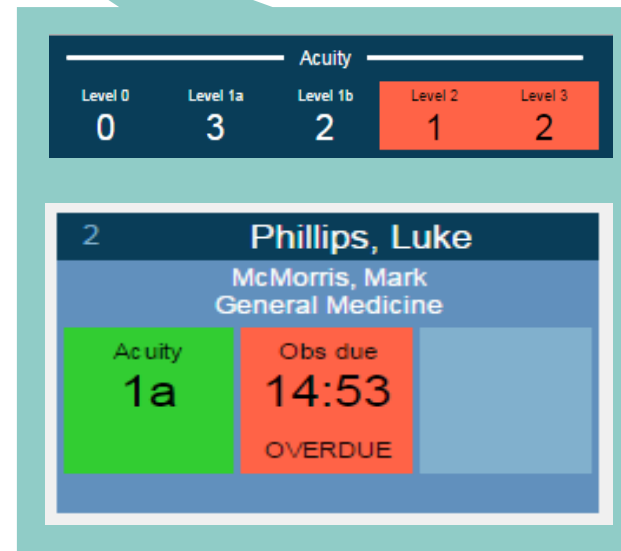 Acuity
Level 0 Level 1a Level 1b Level 2 Level 3
0 3 2 1 2
2 Phillips, Luke
McMorris, Mark
General Medicine
Acuity Obs due
1a 14:53
OVERDUE